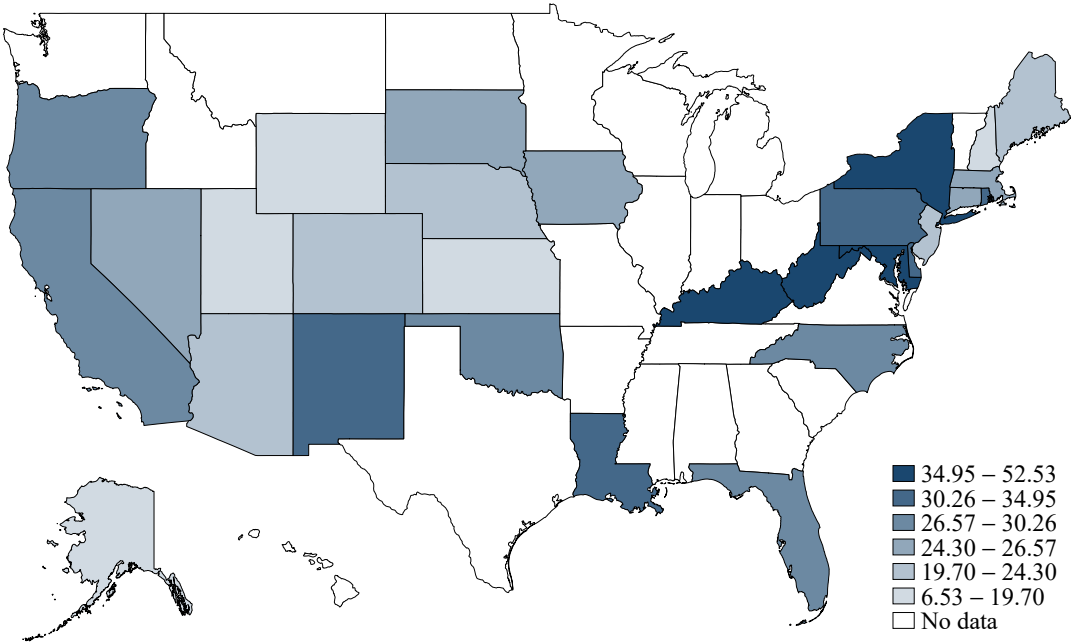 34.95 – 52.53
30.26 – 34.95
26.57 – 30.26
24.30 – 26.57
19.70 – 24.30
6.53 – 19.70
No data